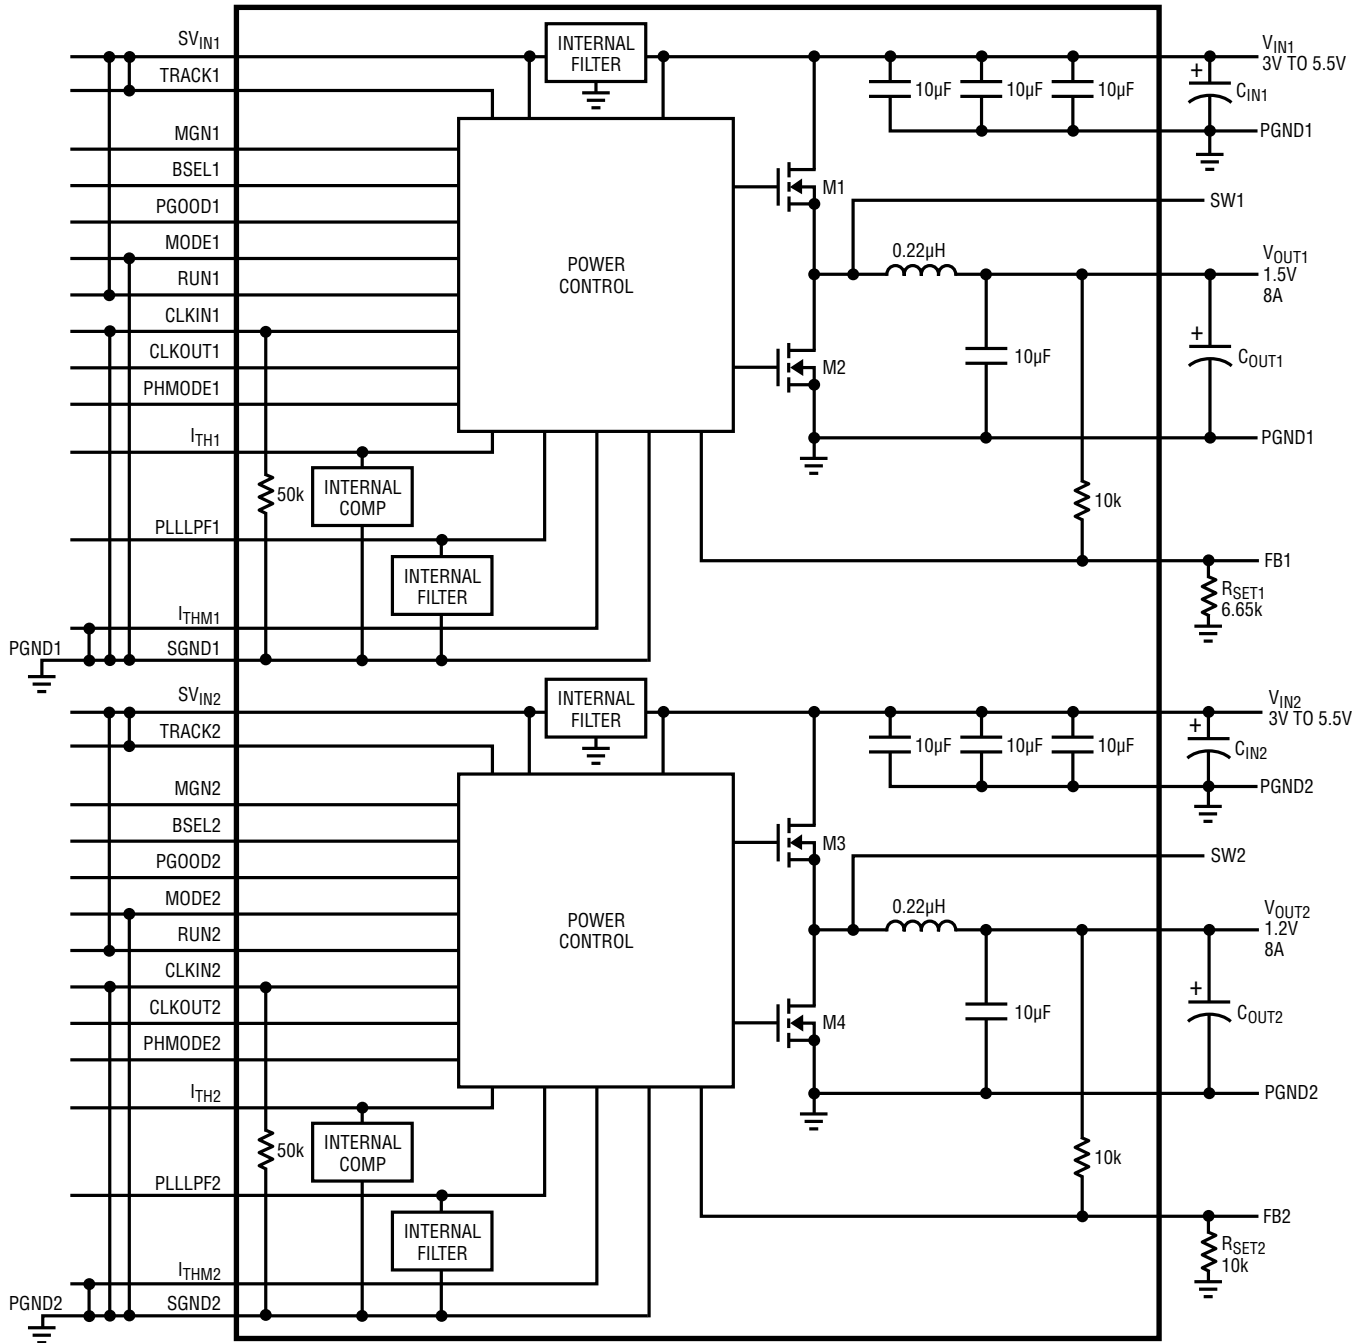 SVIN1
INTERNAL
FILTER
VIN1
3V TO 5.5V
TRACK1
10µF
10µF
10µF
+
CIN1
MGN1
PGND1
BSEL1
M1
SW1
PGOOD1
MODE1
0.22µH
VOUT1
1.5V
8A
RUN1
POWER
CONTROL
CLKIN1
CLKOUT1
10µF
+
COUT1
M2
PHMODE1
ITH1
PGND1
50k
INTERNAL
COMP
10k
PLLLPF1
INTERNAL
FILTER
FB1
RSET1
6.65k
ITHM1
PGND1
SGND1
SVIN2
INTERNAL
FILTER
VIN2
3V TO 5.5V
TRACK2
10µF
10µF
10µF
+
CIN2
MGN2
PGND2
BSEL2
M3
SW2
PGOOD2
MODE2
0.22µH
VOUT2
1.2V
8A
RUN2
POWER
CONTROL
CLKIN2
CLKOUT2
10µF
+
COUT2
M4
PHMODE2
ITH2
PGND2
50k
INTERNAL
COMP
10k
PLLLPF2
INTERNAL
FILTER
FB2
RSET2
10k
ITHM2
PGND2
SGND2